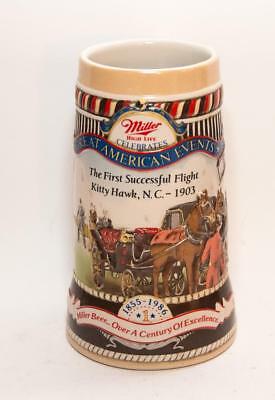 Miller
HIGH LIFE
CELEBRATES
GREAT AMERICAN EVENTS
The First Successful Flight
Kitty Hawk, N.C. – 1903
1855-1986
Miller Beer... Over A Century Of Excellence